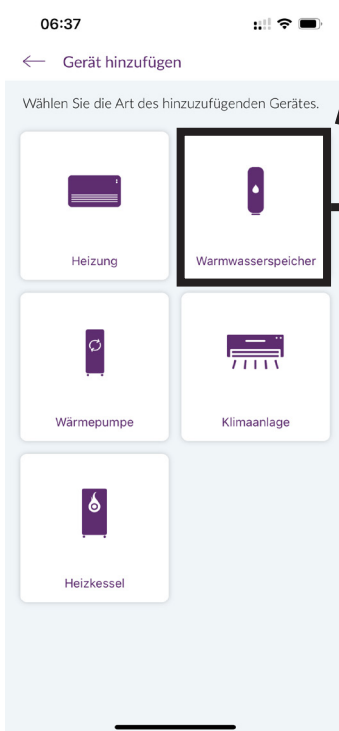 06:37
Gerät hinzufügen
Wählen Sie die Art des hinzuzufügenden Gerätes.
Heizung
Warmwasserspeicher
Wärmepumpe
Klimaanlage
Heizkessel